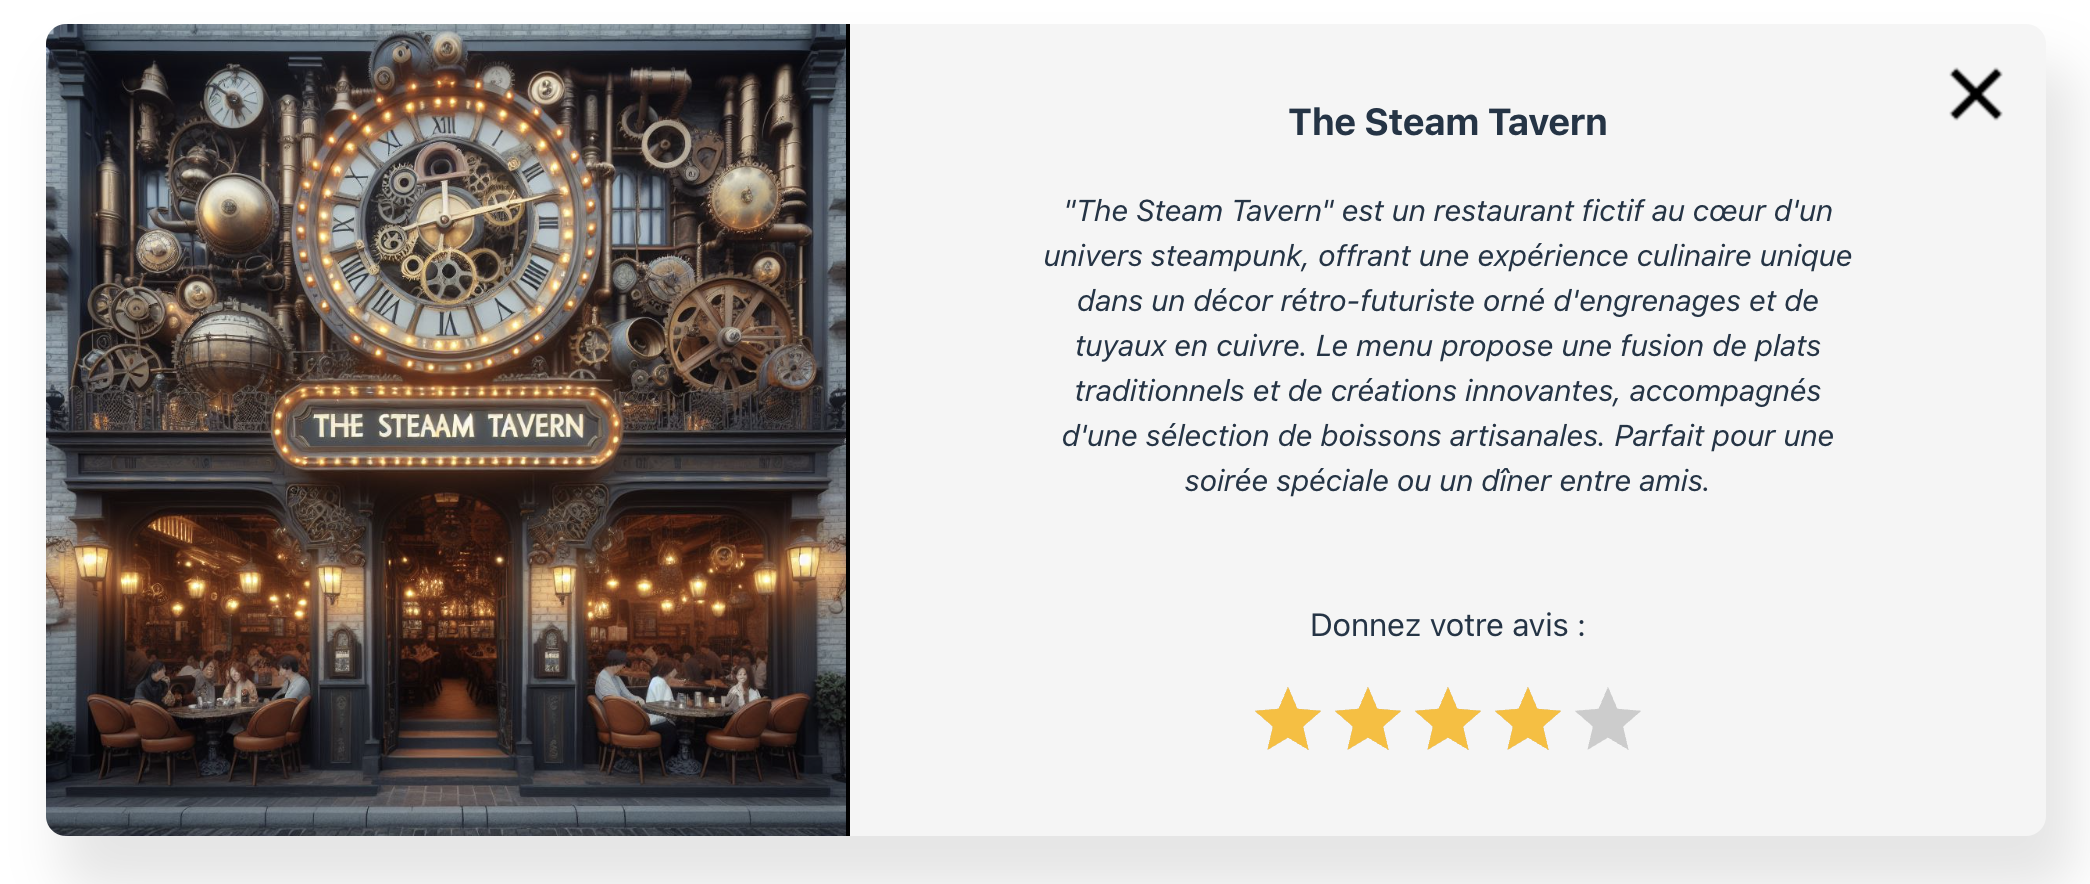 THE STEAAM TAVERN
The Steam Tavern
"The Steam Tavern" est un restaurant fictif au cœur d'un
univers steampunk, offrant une expérience culinaire unique
dans un décor rétro-futuriste orné d'engrenages et de
tuyaux en cuivre. Le menu propose une fusion de plats
traditionnels et de créations innovantes, accompagnés
d'une sélection de boissons artisanales. Parfait pour une
soirée spéciale ou un dîner entre amis.
Donnez votre avis :